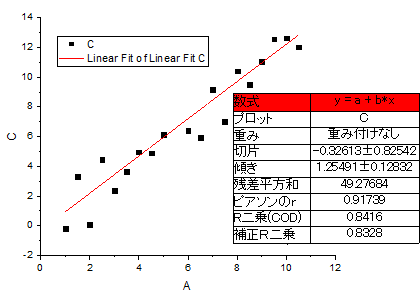 14
12
10
8
6
4
2
0
-2
C
C
Linear Fit of Linear Fit C
数式 y = a + b*x
プロット C
重み 重み付けなし
切片 -0.32613±0.82542
傾き 1.25491±0.12832
残差平方和 49.27684
ピアソンのr 0.91739
R二乗(COD) 0.8416
補正R二乗 0.8328
0 2 4 6 8 10 12
A